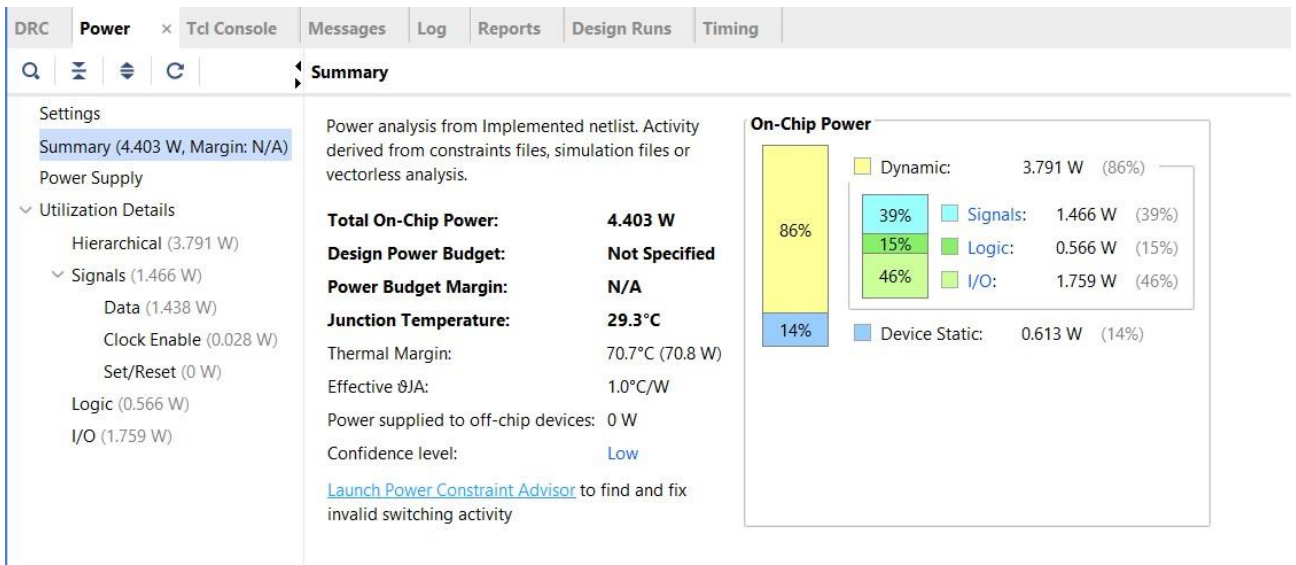 DRC Power × Tcl Console Messages Log Reports Design Runs Timing
Summary
Settings
Summary (4.403 W, Margin: N/A)
Power Supply
Utilization Details
Hierarchical (3.791 W)
Signals (1.466 W)
Data (1.438 W)
Clock Enable (0.028 W)
Set/Reset (0 W)
Logic (0.566 W)
I/O (1.759 W)
Power analysis from Implemented netlist. Activity
derived from constraints files, simulation files or
vectorless analysis.
Total On-Chip Power: 4.403 W
Design Power Budget: Not Specified
Power Budget Margin: N/A
Junction Temperature: 29.3°C
Thermal Margin: 70.7°C (70.8 W)
Effective ϑJA: 1.0°C/W
Power supplied to off-chip devices: 0 W
Confidence level: Low
Launch Power Constraint Advisor to find and fix
invalid switching activity
On-Chip Power
86%
14%
Dynamic: 3.791 W (86%)
39% Signals: 1.466 W (39%)
15% Logic: 0.566 W (15%)
46% I/O: 1.759 W (46%)
Device Static: 0.613 W (14%)